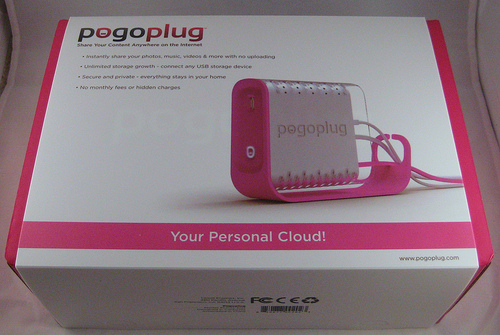 pogoplug
Share Your Content Anywhere on the Internet
• Instantly share your photos, music, videos & more with no uploading
• Unlimited storage growth - connect any USB storage device
• Secure and private - everything stays in your home
• No monthly fees or hidden charges
pogoplug
Your Personal Cloud!
www.pogoplug.com
FC CE